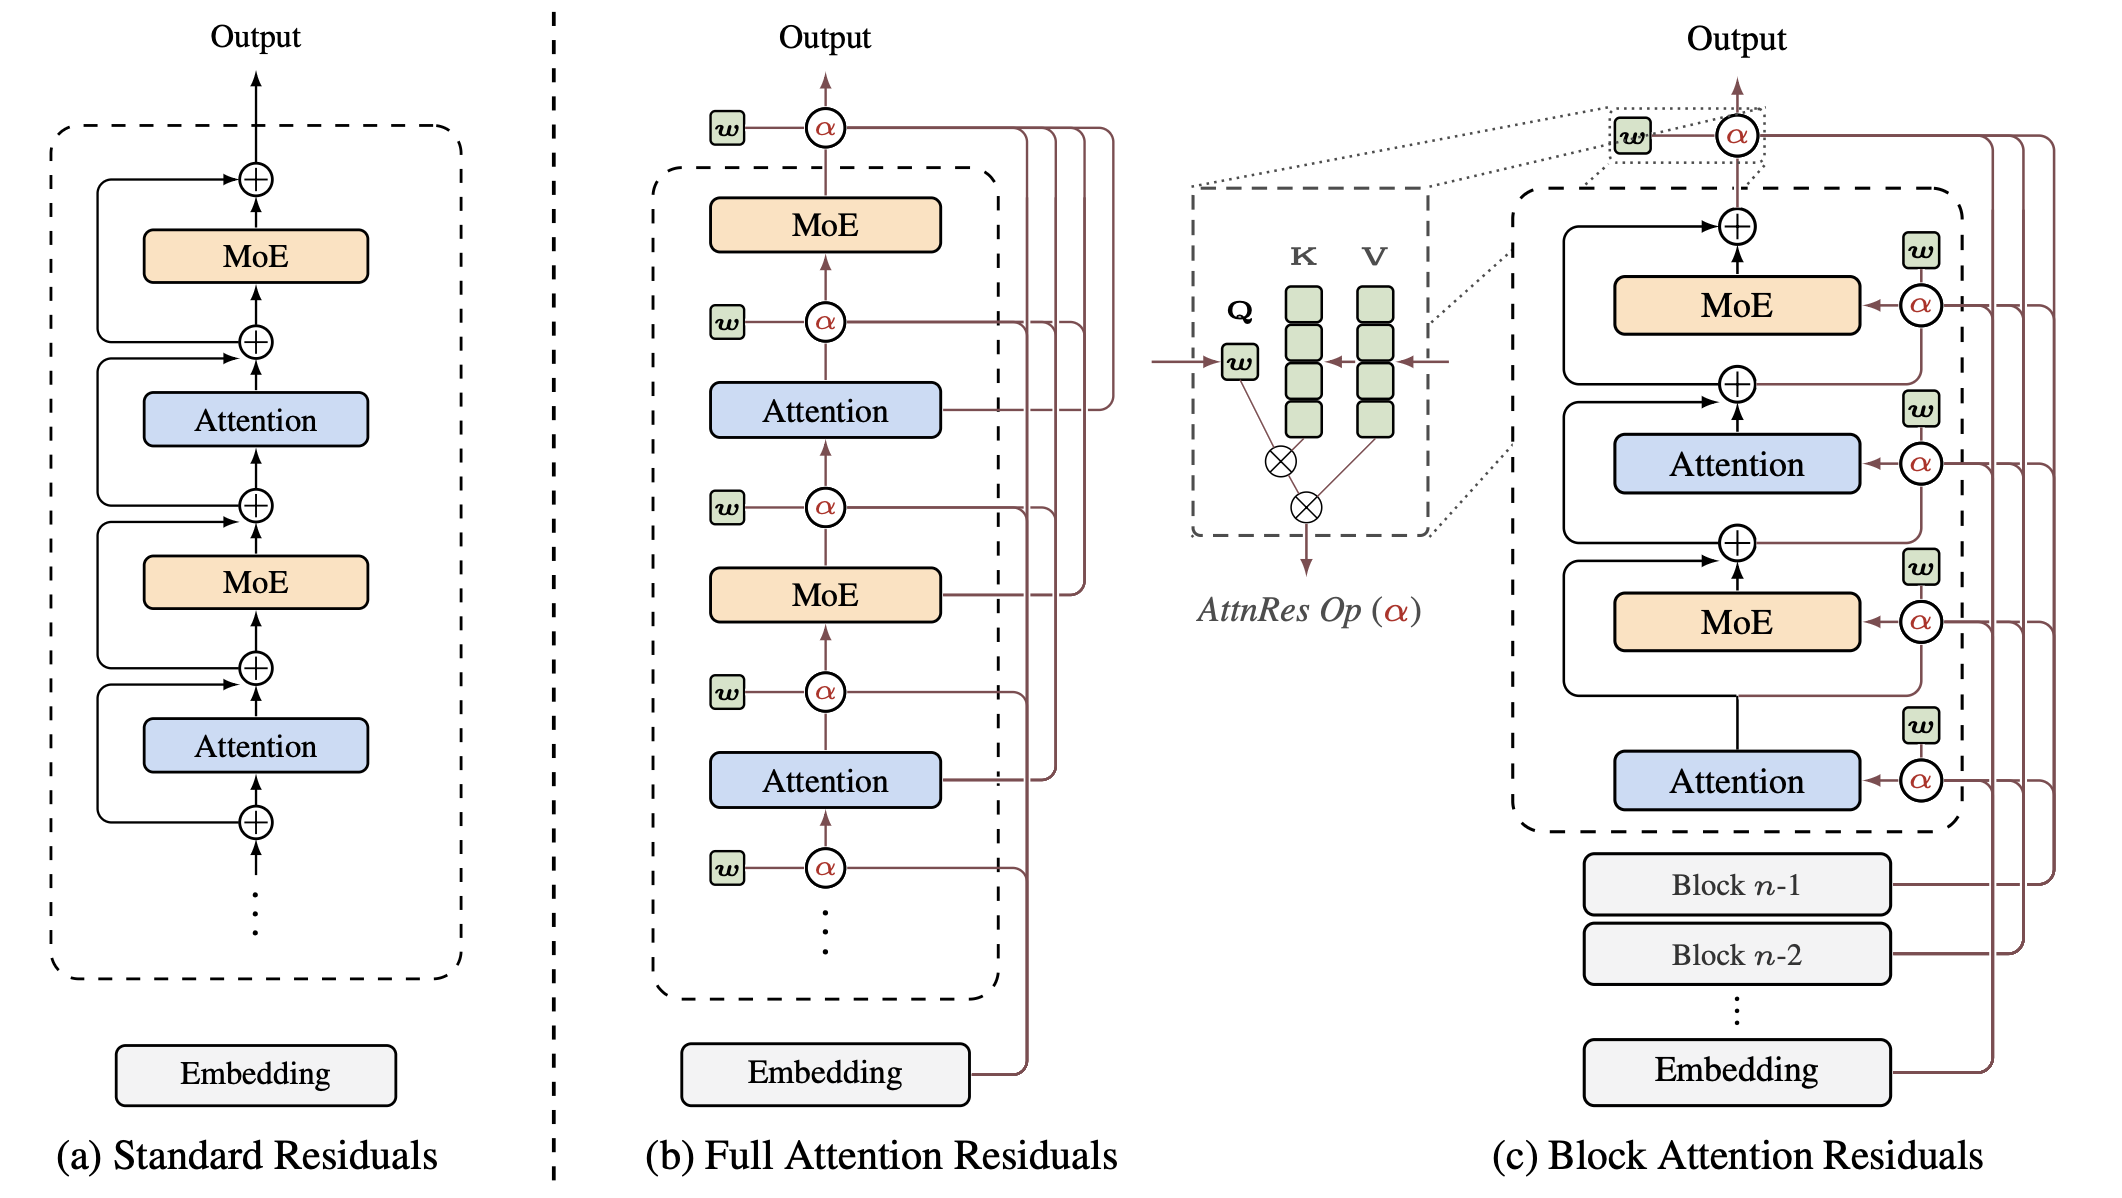 Output
MoE
Attention
MoE
Attention
Embedding
(a) Standard Residuals
Output
w α
MoE
w α
Attention
w α
MoE
w α
Attention
w α
Embedding
(b) Full Attention Residuals
K V
Q
w
AttnRes Op (α)
Output
w α
w
MoE α
w
Attention α
w
MoE α
w
Attention α
Block n-1
Block n-2
Embedding
(c) Block Attention Residuals